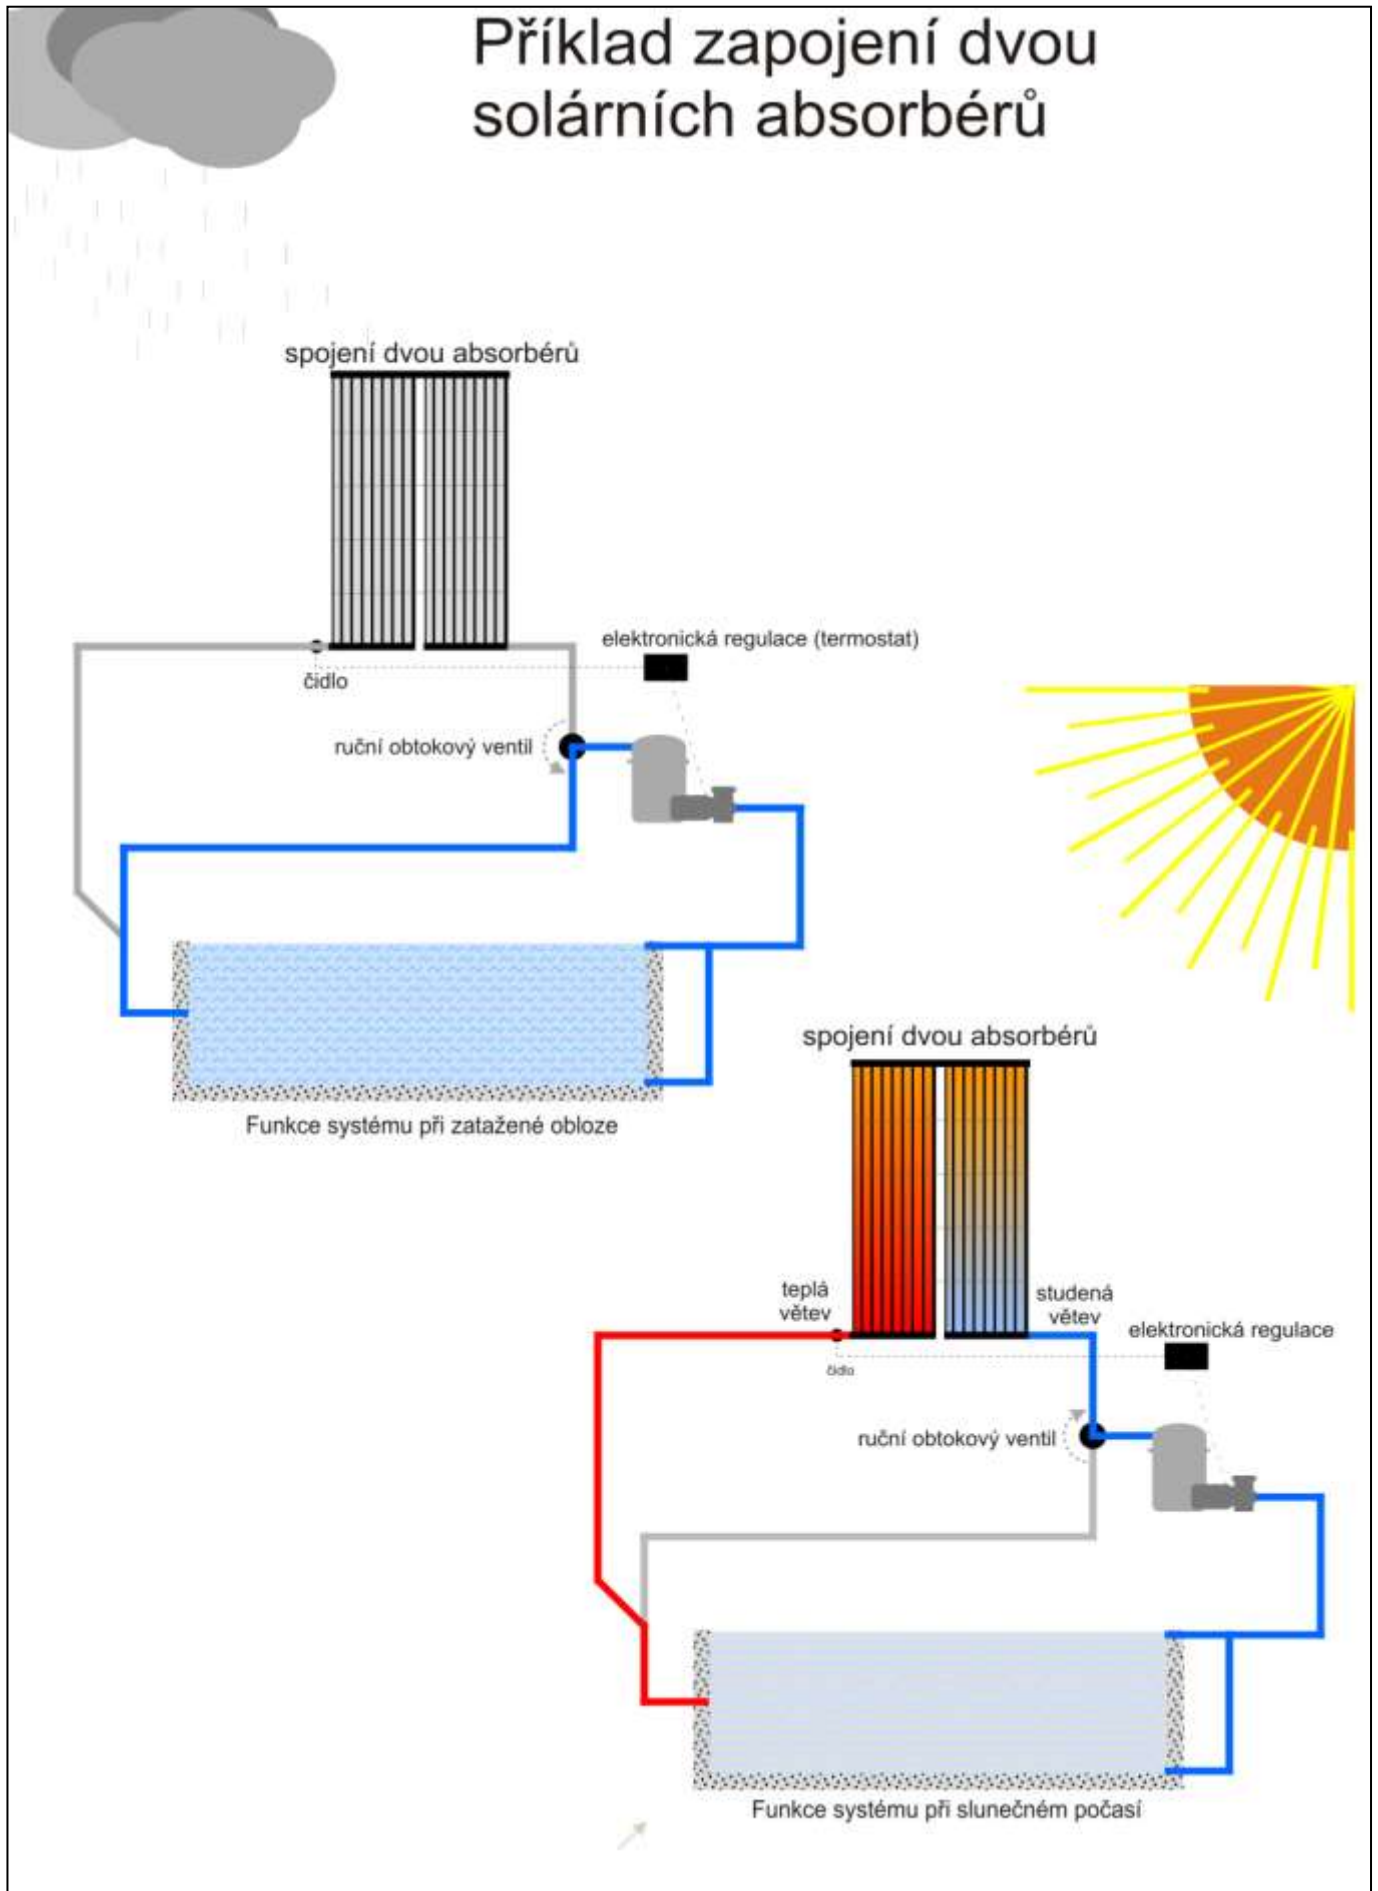 Příklad zapojení dvou
solárních absorbérů
spojení dvou absorbérů
elektronická regulace (termostat)
čidlo
ruční obtokový ventil
Funkce systému při zatažené obloze
spojení dvou absorbérů
teplá
větev
studená
větev
elektronická regulace
čidlo
ruční obtokový ventil
Funkce systému při slunečném počasí